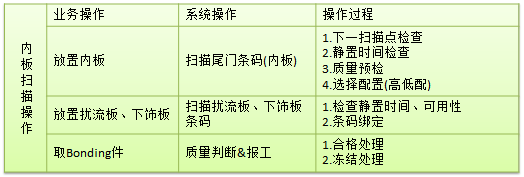 业务操作 系统操作 操作过程
内板扫描操作
放置内板 扫描尾门条码(内板)
1.下一扫描点检查
2.静置时间检查
3.质量预检
4.选择配置(高低配)
放置扰流板、下饰板 扫描扰流板、下饰板
条码
1.检查静置时间、可用性
2.条码绑定
取Bonding件 质量判断&报工
1.合格处理
2.冻结处理